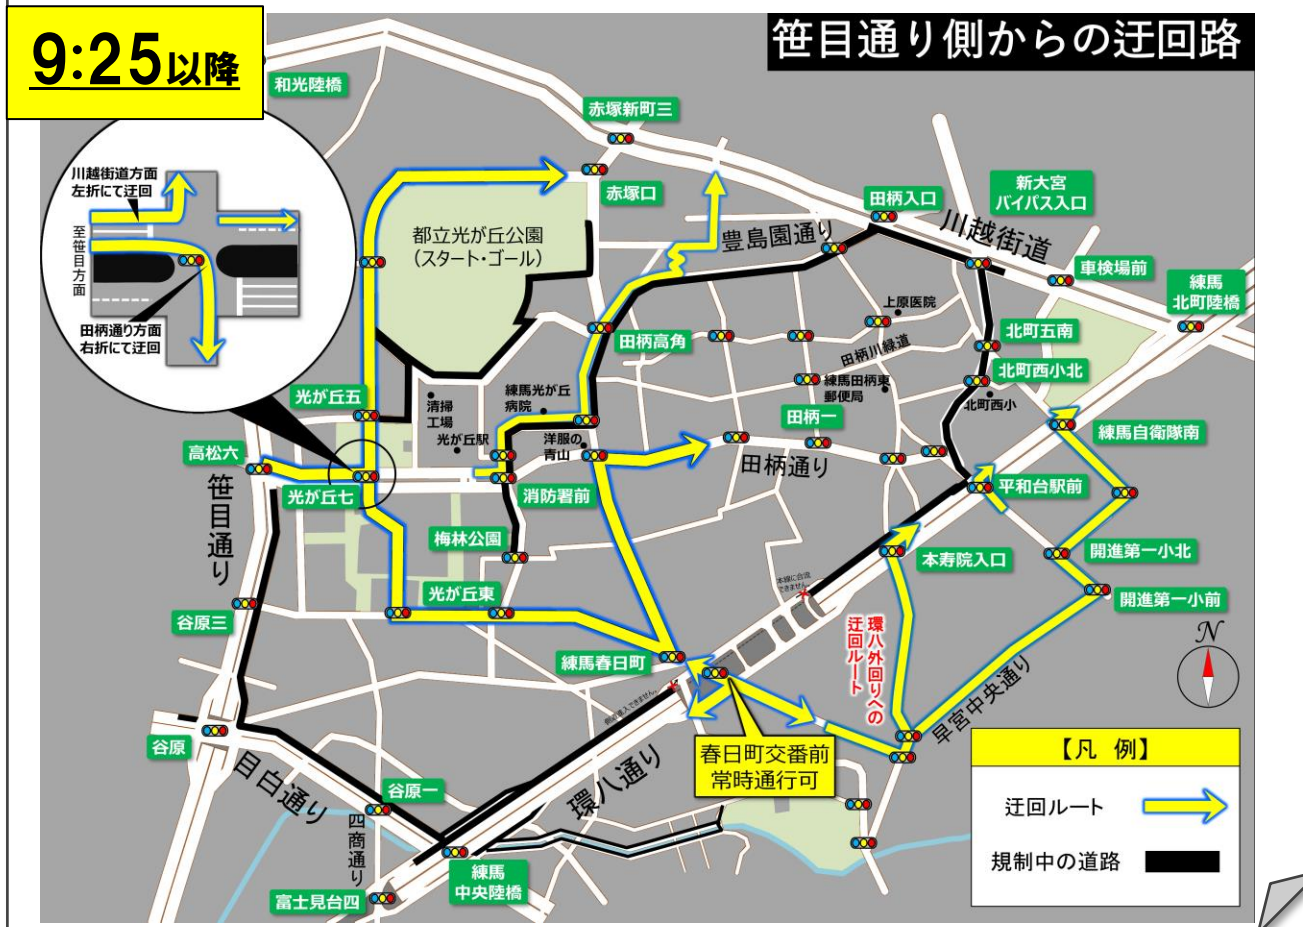 9:25以降
笹目通り側からの迂回路
和光陸橋
赤塚新町三
川越街道方面
左折にて迂回
至笹目方面
田柄通り方面
右折にて迂回
赤塚口
都立光が丘公園
(スタート・ゴール)
豊島園通り
田柄入口
新大宮
バイパス入口
川越街道
車検場前
練馬
北町陸橋
上原医院
田柄高角
田柄川緑道
北町五南
北町西小北
練馬田柄東
郵便局
北町西小
光が丘五
清掃
工場
練馬光が丘
病院
光が丘駅
洋服の
青山
田柄一
練馬自衛隊南
高松六
田柄通り
笹目通り
光が丘七
消防署前
平和台駅前
梅林公園
本寿院入口
開進第一小北
本線に合流
できません。
光が丘東
開進第一小前
谷原三
環八外回りへの
迂回ルート
N
練馬春日町
早宮中央通り
谷原
目白通り
環八通り
春日町交番前
常時通行可
【凡 例】
谷原一
四商通り
迂回ルート
規制中の道路
練馬
中央陸橋
富士見台四